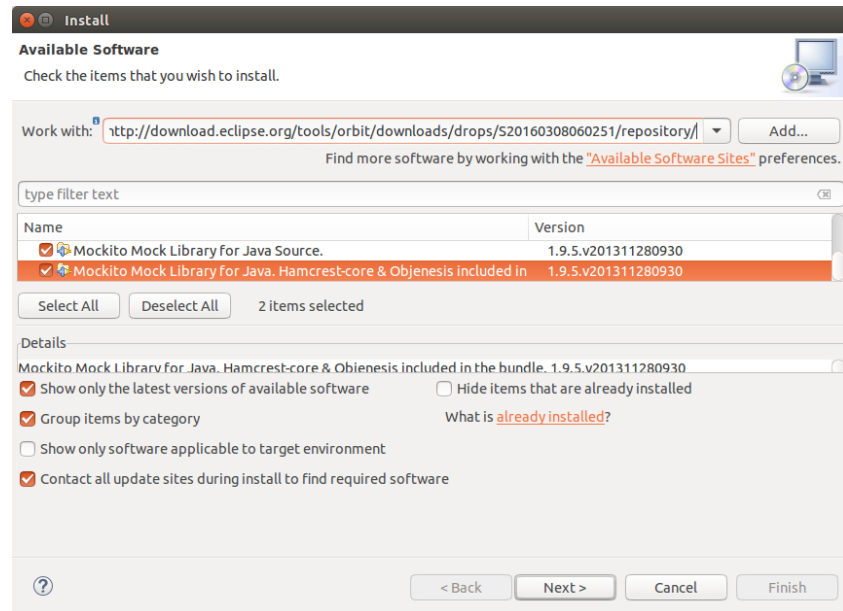 Install
Available Software
Check the items that you wish to install.
Work with: ttp://download.eclipse.org/tools/orbit/downloads/drops/S20160308060251/repository/ Add...
Find more software by working with the "Available Software Sites" preferences.
type filter text
Name Version
Mockito Mock Library for Java Source. 1.9.5.v201311280930
Mockito Mock Library for Java. Hamcrest-core & Objenesis included in 1.9.5.v201311280930
Select All Deselect All 2 items selected
Details
Mockito Mock Library for Java. Hamcrest-core & Objenesis included in the bundle. 1.9.5.v201311280930
Show only the latest versions of available software Hide items that are already installed
Group items by category What is already installed?
Show only software applicable to target environment
Contact all update sites during install to find required software
? < Back Next > Cancel Finish